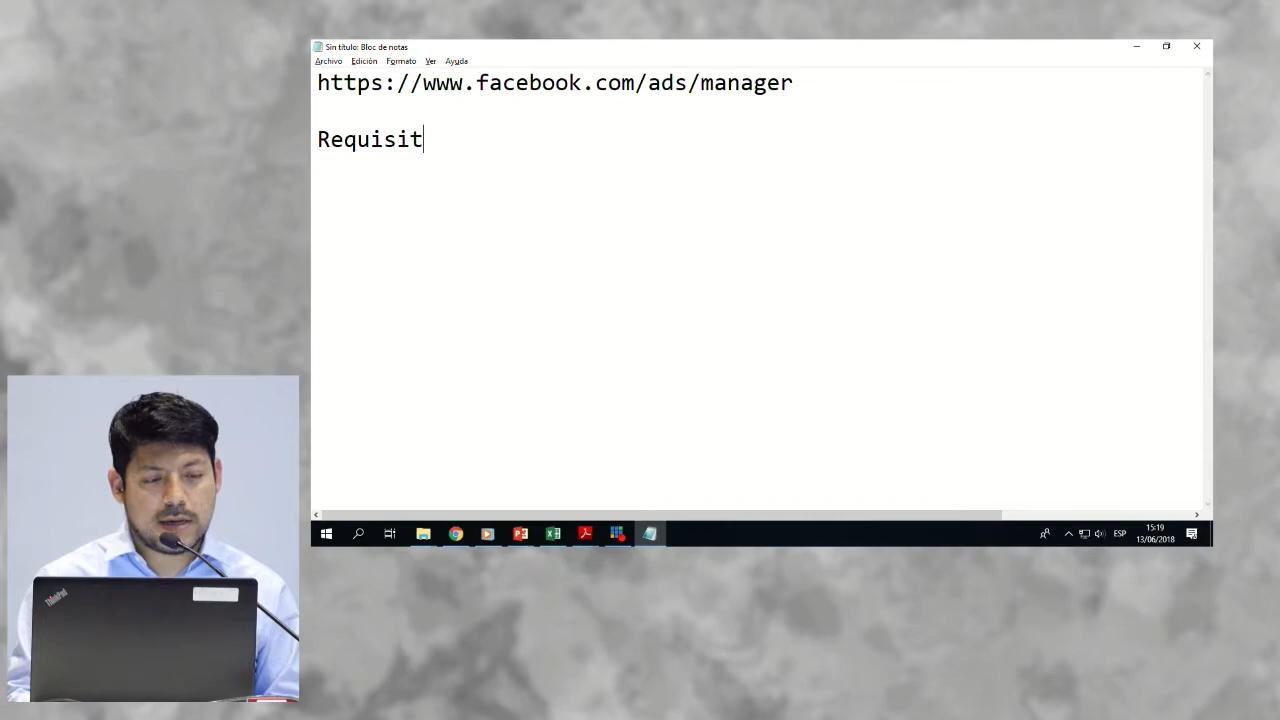 Sin título: Bloc de notas
Archivo Edición Formato Ver Ayuda
https://www.facebook.com/ads/manager
Requisit
ESP
15:19
13/06/2018
ThinkPad